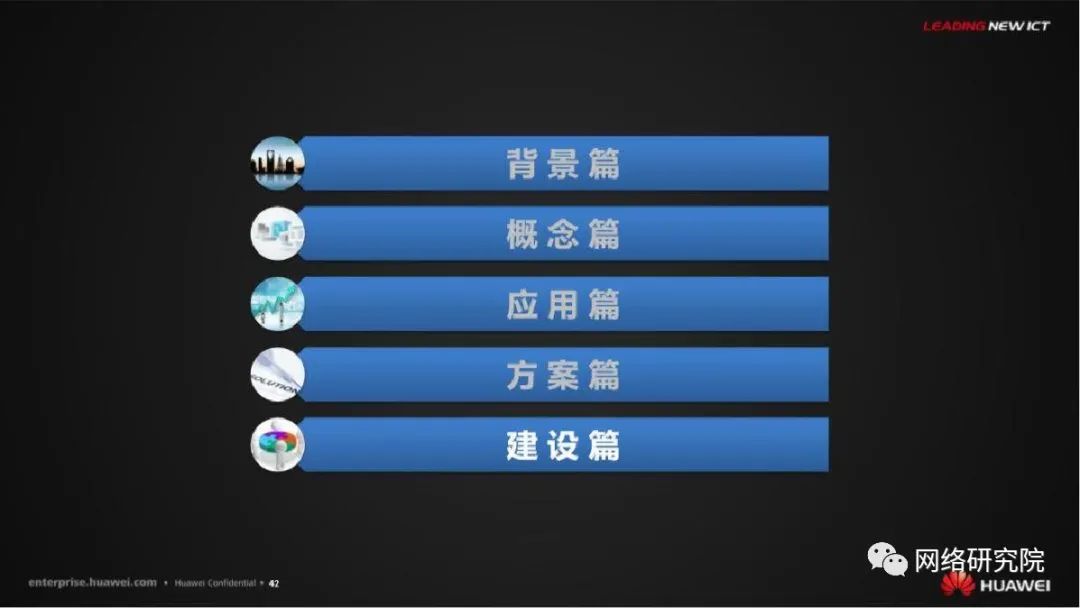 LEADING NEW ICT
背景篇
概念篇
应用篇
方案篇
SOLUTION
建设篇
网络研究院
enterprise.huawei.com • Huawei Confidential • 42
HUAWEI